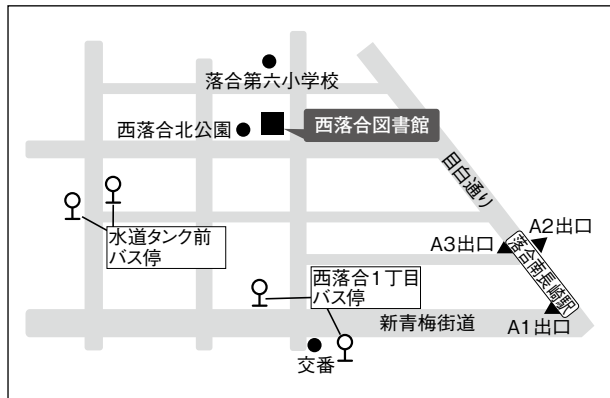 落合第六小学校
西落合北公園
西落合図書館
目白通り
水道タンク前
バス停
A2出口
A3出口
落合南長崎駅
西落合1丁目
バス停
新青梅街道
A1出口
交番